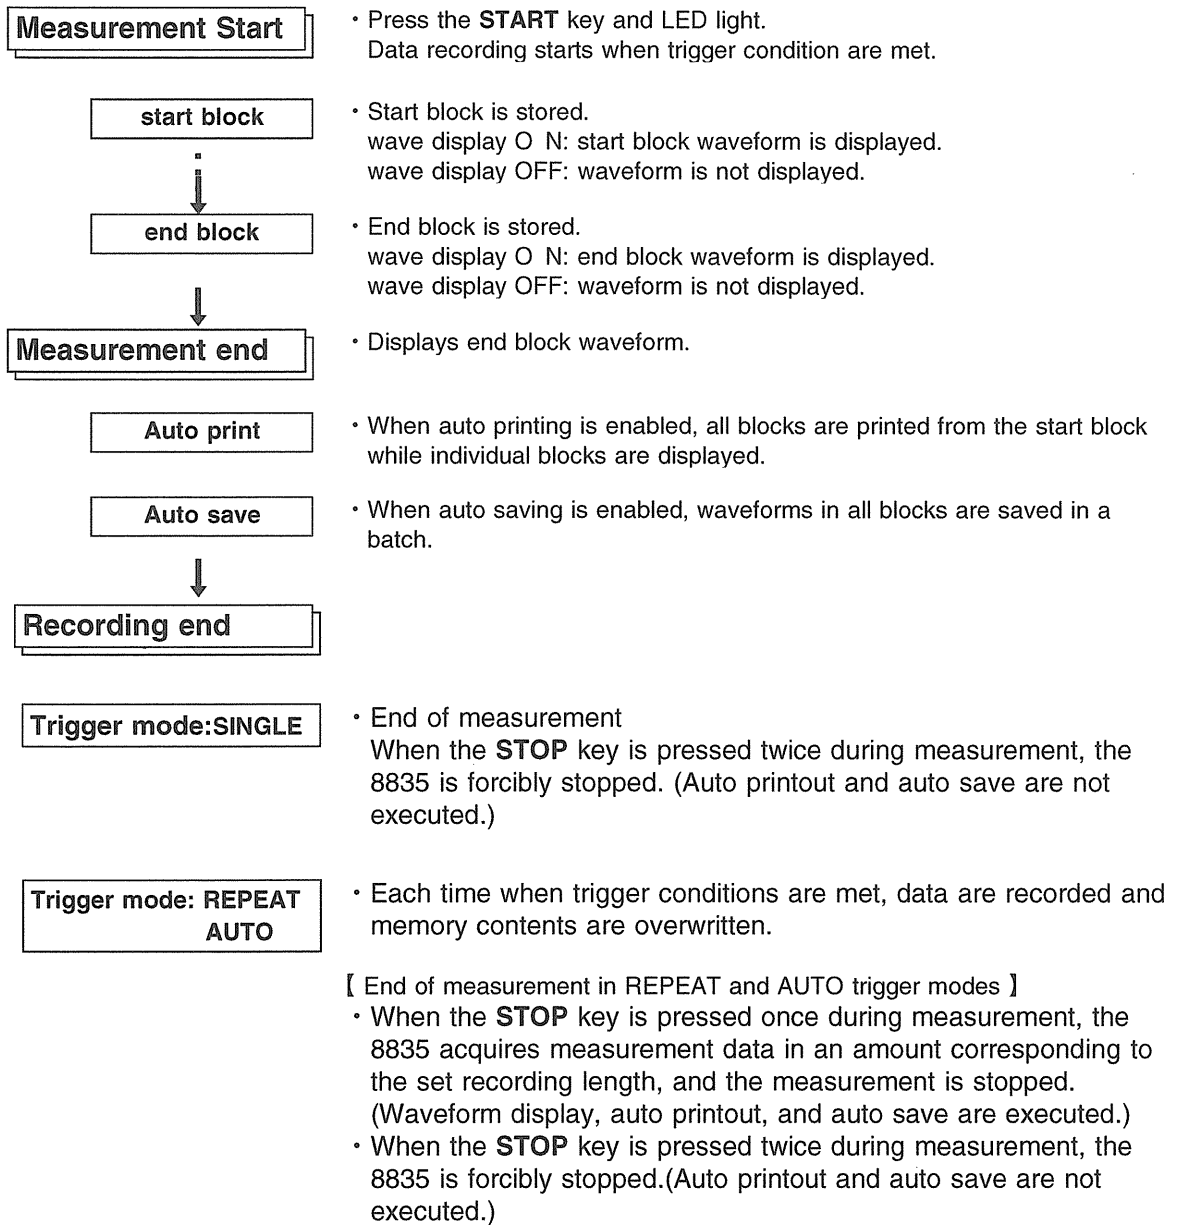 Measurement Start
・Press the START key and LED light.
Data recording starts when trigger condition are met.
start block
・Start block is stored.
wave display O N: start block waveform is displayed.
wave display OFF: waveform is not displayed.
end block
・End block is stored.
wave display O N: end block waveform is displayed.
wave display OFF: waveform is not displayed.
Measurement end
・Displays end block waveform.
Auto print
・When auto printing is enabled, all blocks are printed from the start block
while individual blocks are displayed.
Auto save
・When auto saving is enabled, waveforms in all blocks are saved in a
batch.
Recording end
Trigger mode:SINGLE
・End of measurement
When the STOP key is pressed twice during measurement, the
8835 is forcibly stopped. (Auto printout and auto save are not
executed.)
Trigger mode: REPEAT
AUTO
・Each time when trigger conditions are met, data are recorded and
memory contents are overwritten.
【 End of measurement in REPEAT and AUTO trigger modes 】
・When the STOP key is pressed once during measurement, the
8835 acquires measurement data in an amount corresponding to
the set recording length, and the measurement is stopped.
(Waveform display, auto printout, and auto save are executed.)
・When the STOP key is pressed twice during measurement, the
8835 is forcibly stopped.(Auto printout and auto save are not
executed.)